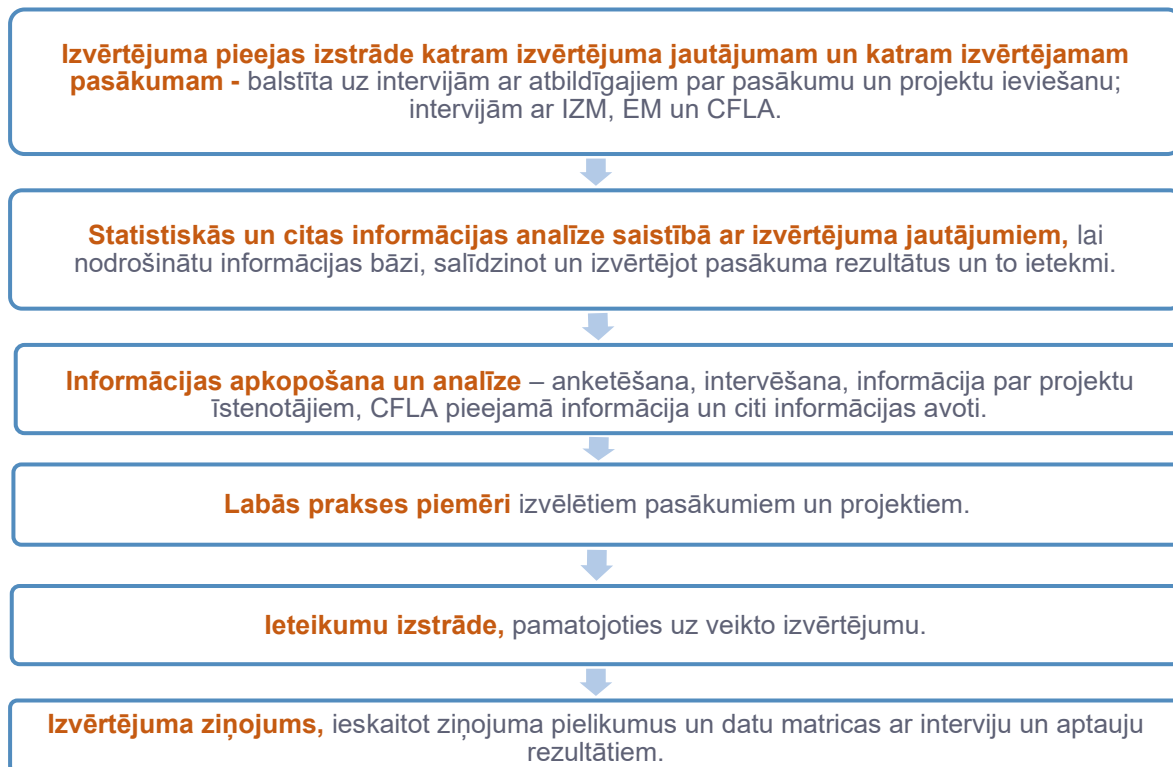 Izvērtējuma pieejas izstrāde katram izvērtējuma jautājumam un katram izvērtējamam
pasākumam - balstīta uz intervijām ar atbildīgajiem par pasākumu un projektu ieviešanu;
intervijām ar IZM, EM un CFLA.
Statistiskās un citas informācijas analīze saistībā ar izvērtējuma jautājumiem, lai
nodrošinātu informācijas bāzi, salīdzinot un izvērtējot pasākuma rezultātus un to ietekmi.
Informācijas apkopošana un analīze – anketēšana, intervēšana, informācija par projektu
īstenotājiem, CFLA pieejamā informācija un citi informācijas avoti.
Labās prakses piemēri izvēlētiem pasākumiem un projektiem.
Ieteikumu izstrāde, pamatojoties uz veikto izvērtējumu.
Izvērtējuma ziņojums, ieskaitot ziņojuma pielikumus un datu matricas ar interviju un aptauju
rezultātiem.